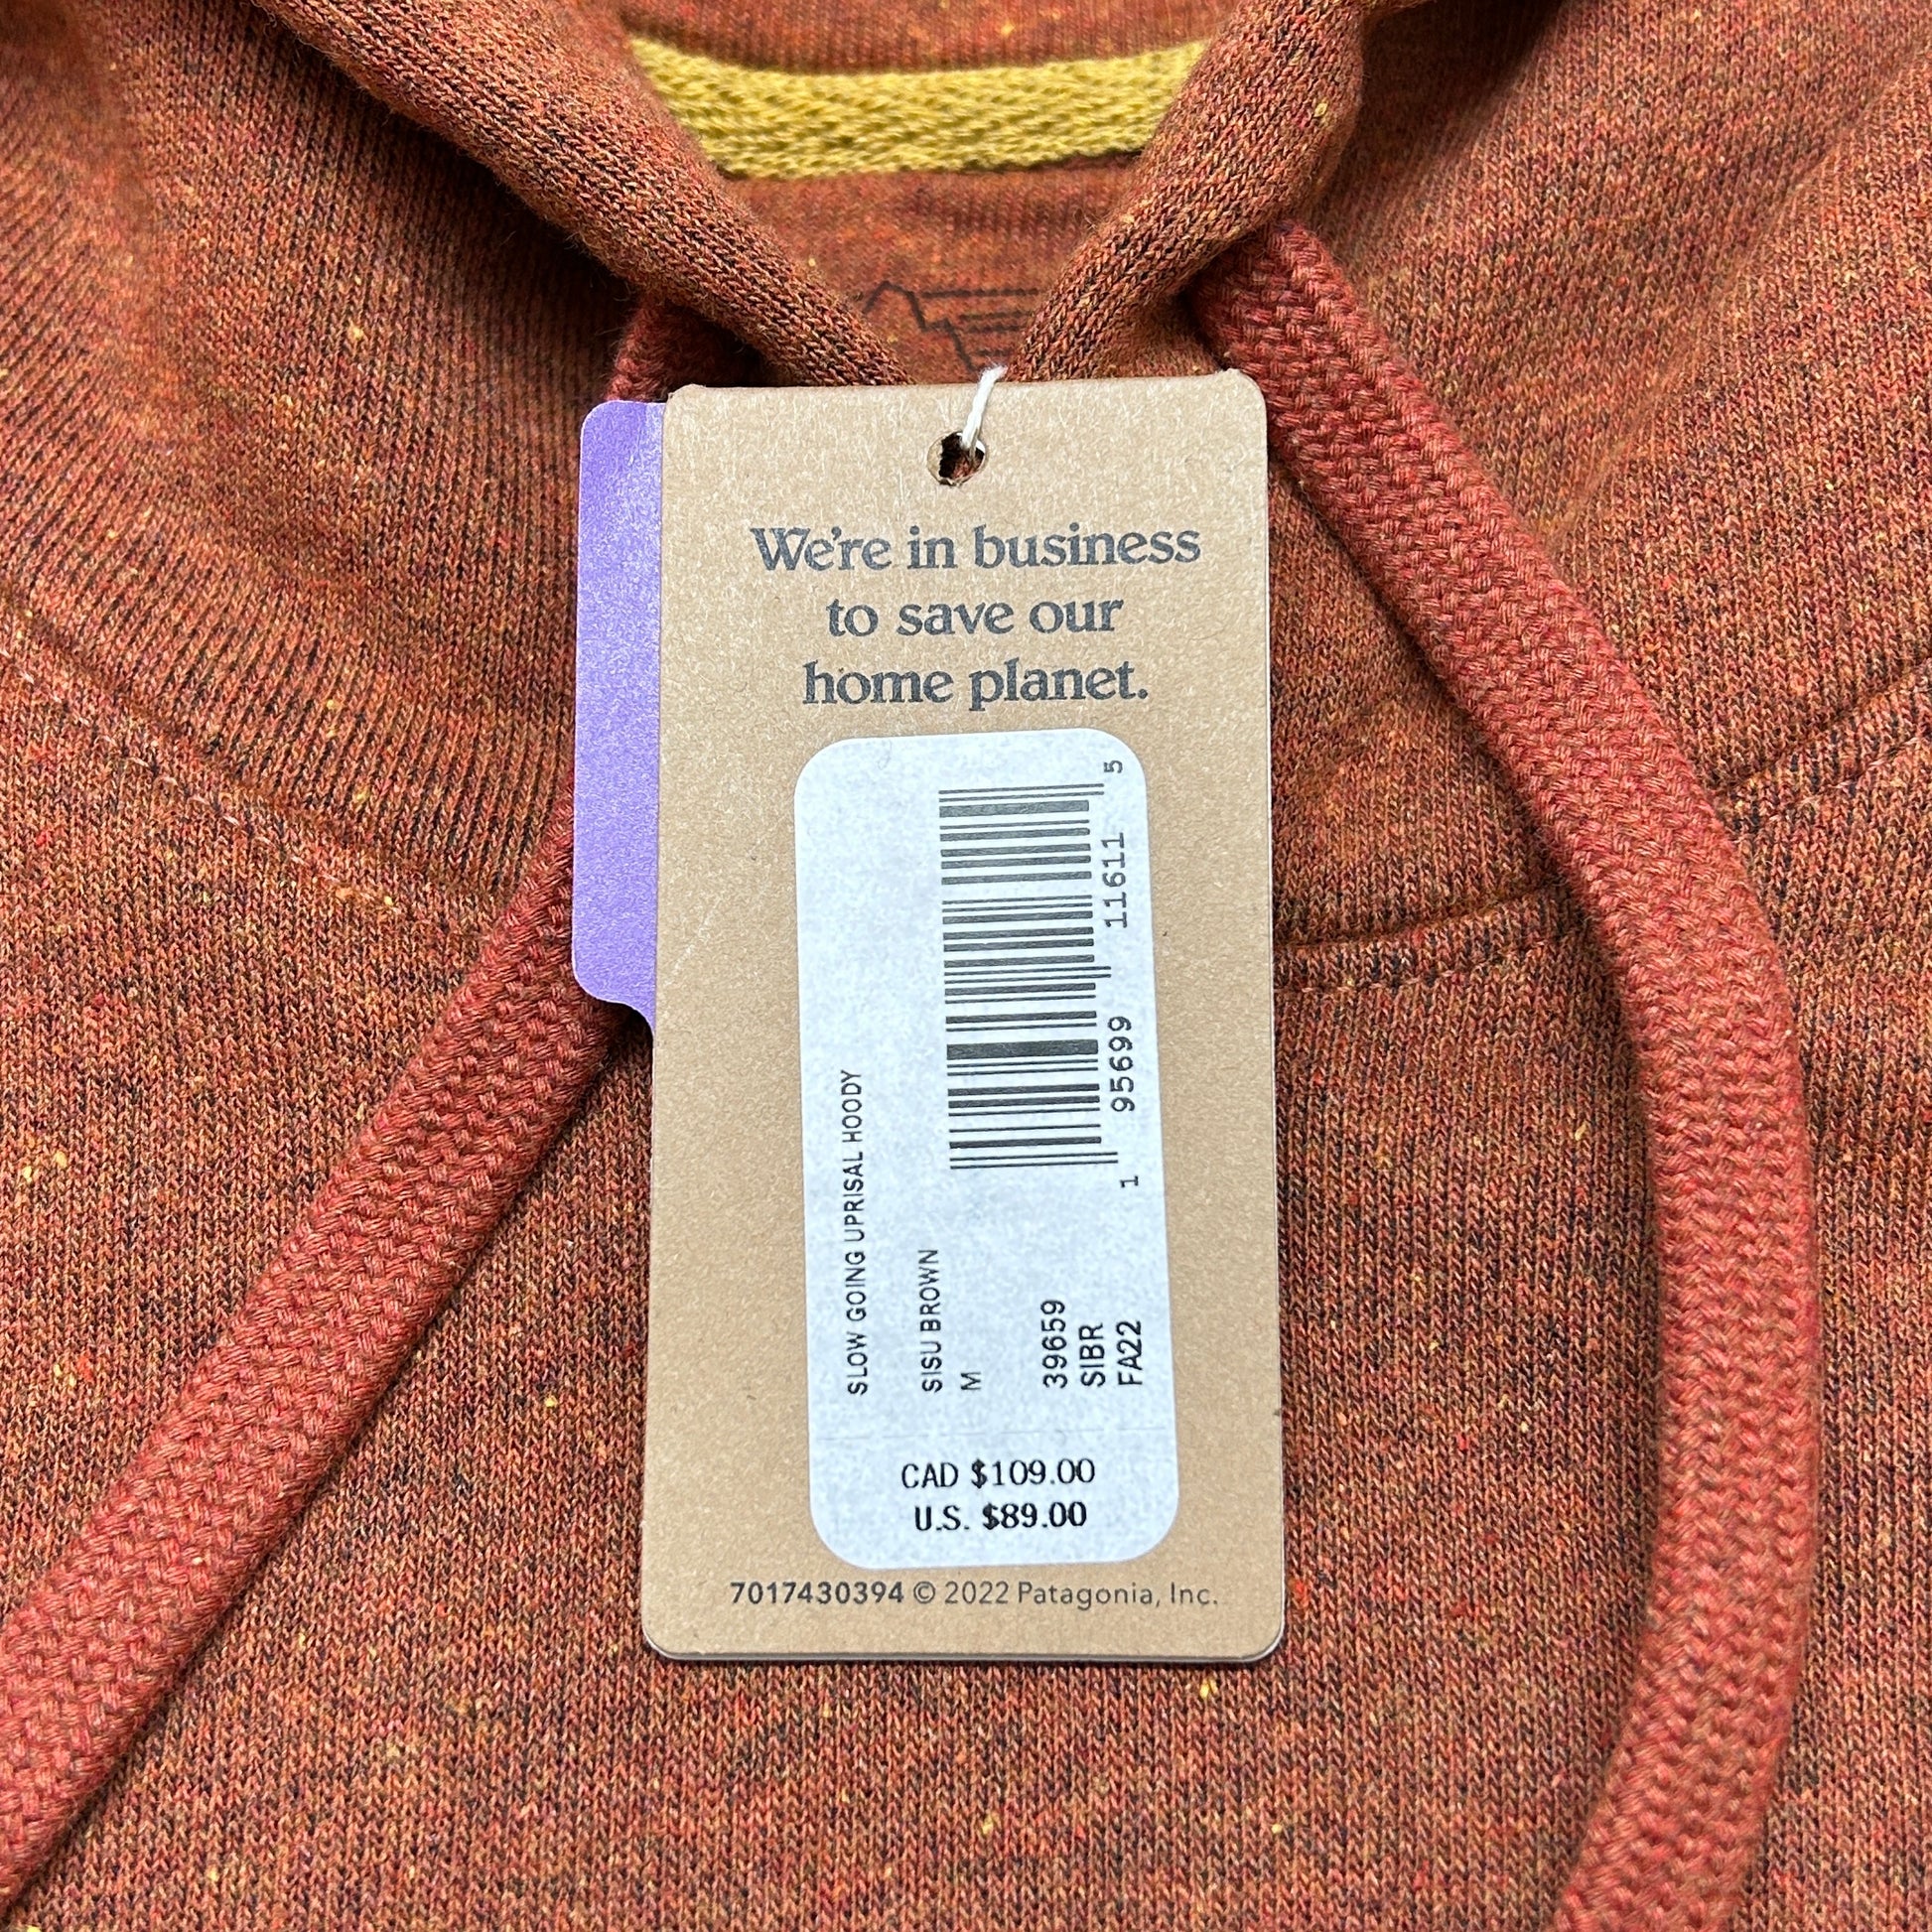 We're in business
to save our
home planet.
SLOW GOING UPRISAL HOODY
SISU BROWN
M
39659
SIBR
FA22
1 95699 11611 5
CAD $109.00
U.S. $89.00
7017430394 © 2022 Patagonia, Inc.